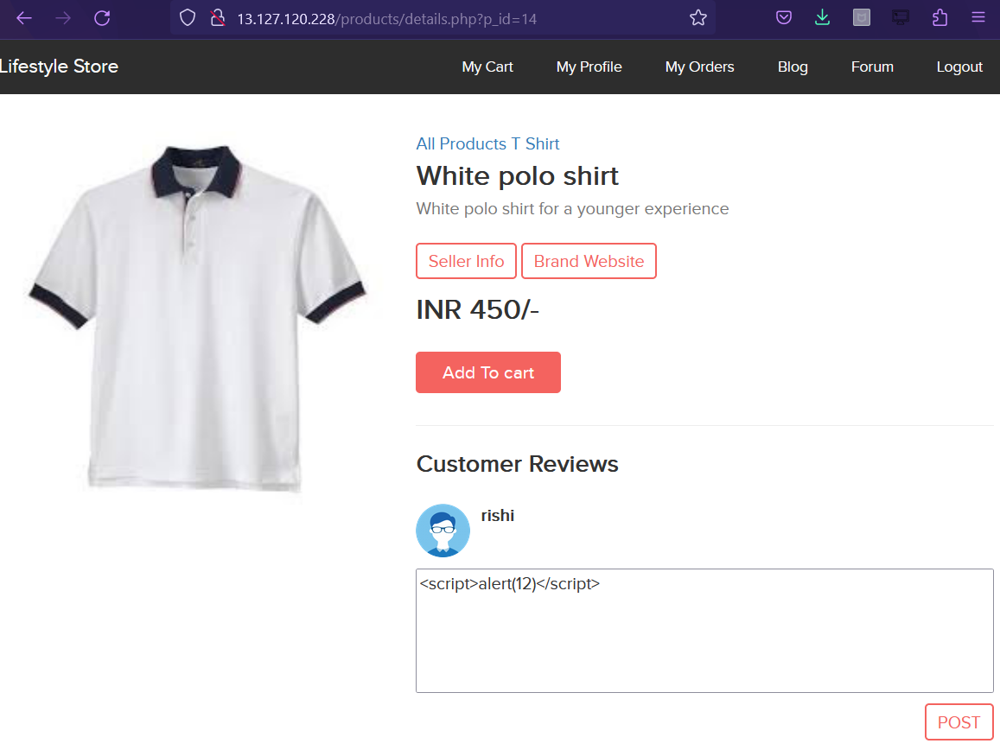 13.127.120.228/products/details.php?p_id=14
Lifestyle Store
My Cart My Profile My Orders Blog Forum Logout
All Products T Shirt
White polo shirt
White polo shirt for a younger experience
Seller Info Brand Website
INR 450/-
Add To cart
Customer Reviews
rishi
<script>alert(12)</script>
POST